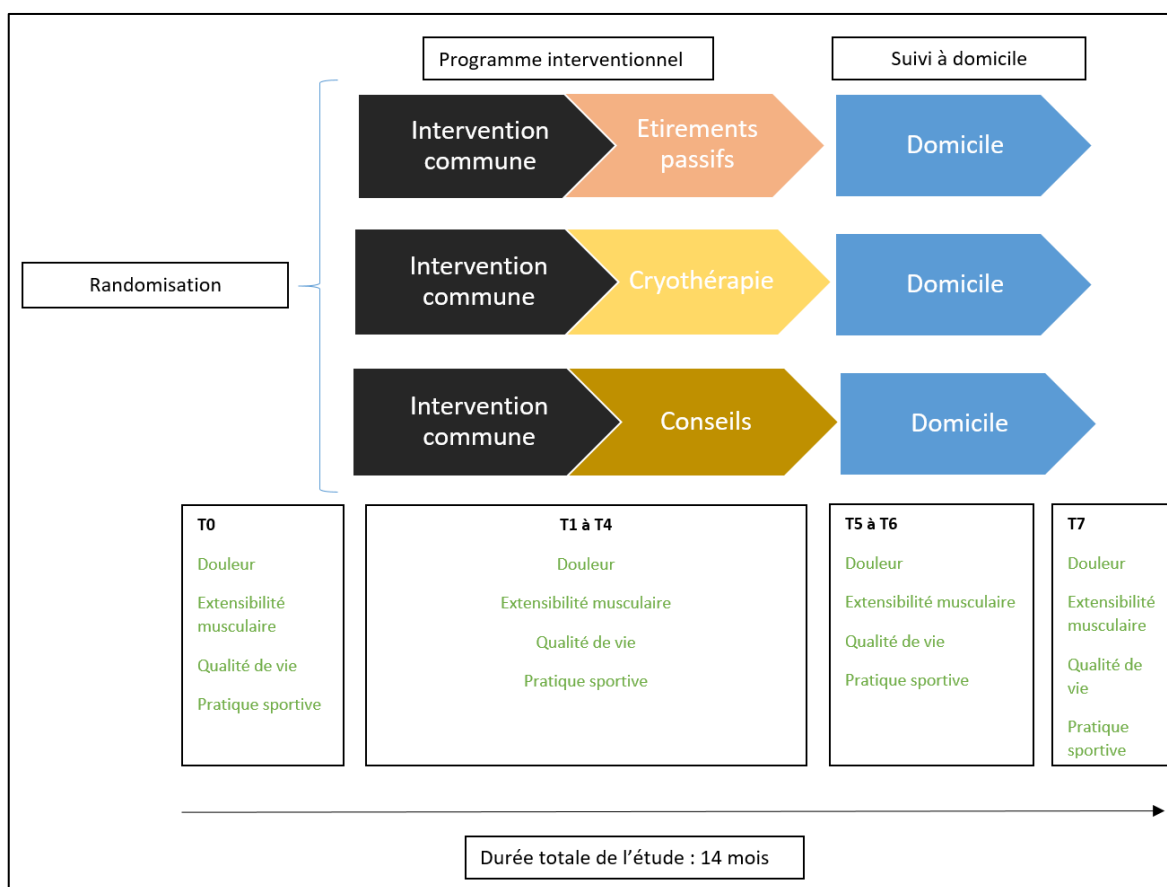 Programme interventionnel
Suivi à domicile
Intervention
commune
Etirements
passifs
Domicile
Randomisation
Intervention
commune
Cryothérapie
Domicile
Intervention
commune
Conseils
Domicile
T0
Douleur
Extensibilité
musculaire
Qualité de vie
Pratique sportive
T1 à T4
Douleur
Extensibilité musculaire
Qualité de vie
Pratique sportive
T5 à T6
Douleur
Extensibilité musculaire
Qualité de vie
Pratique sportive
T7
Douleur
Extensibilité
musculaire
Qualité de
vie
Pratique
sportive
Durée totale de l’étude : 14 mois